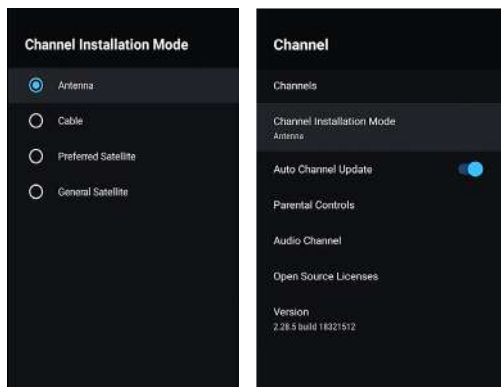 Channel Installation Mode
Antenna
Cable
Preferred Satellite
General Satellite
Channel
Channels
Channel Installation Mode
Antenna
Auto Channel Update
Parental Controls
Audio Channel
Open Source Licenses
Version
2.28.5 build 18321512